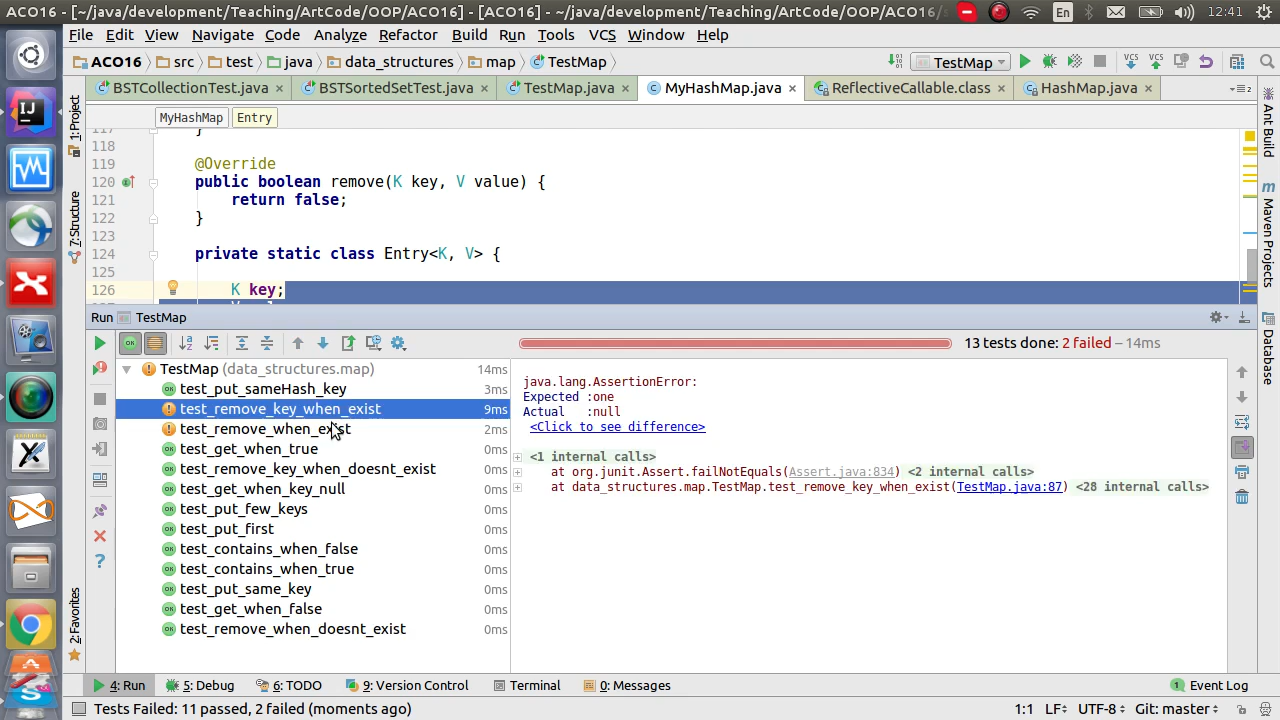 ACO16 - [~/java/development/Teaching/ArtCode/OOP/ACO16] - [ACO16] - ~/java/development/Teaching/ArtCode/OOP/ACO16/
En
12:41
File Edit View Navigate Code Analyze Refactor Build Run Tools VCS Window Help
ACO16 src test java data_structures map TestMap
TestMap
VCS VCS
BSTCollectionTest.java BSTSortedSetTest.java TestMap.java MyHashMap.java ReflectiveCallable.class HashMap.java
MyHashMap Entry
117 }
118
119 @Override
120 public boolean remove(K key, V value) {
121 return false;
122 }
123
124 private static class Entry<K, V> {
125
126 K key;
1: Project
7: Structure
2: Favorites
Ant Build
Maven Projects
Database
Run TestMap
13 tests done: 2 failed – 14ms
TestMap (data_structures.map) 14ms
test_put_sameHash_key 3ms
test_remove_key_when_exist 9ms
test_remove_when_exist 2ms
test_get_when_true 0ms
test_remove_key_when_doesnt_exist 0ms
test_get_when_key_null 0ms
test_put_few_keys 0ms
test_put_first 0ms
test_contains_when_false 0ms
test_contains_when_true 0ms
test_put_same_key 0ms
test_get_when_false 0ms
test_remove_when_doesnt_exist 0ms
java.lang.AssertionError:
Expected :one
Actual :null
<Click to see difference>
<1 internal calls>
at org.junit.Assert.failNotEquals(Assert.java:834) <2 internal calls>
at data_structures.map.TestMap.test_remove_key_when_exist(TestMap.java:87) <28 internal calls>
4: Run 5: Debug 6: TODO 9: Version Control Terminal 0: Messages 1 Event Log
Tests Failed: 11 passed, 2 failed (moments ago) 1:1 LF UTF-8 Git: master